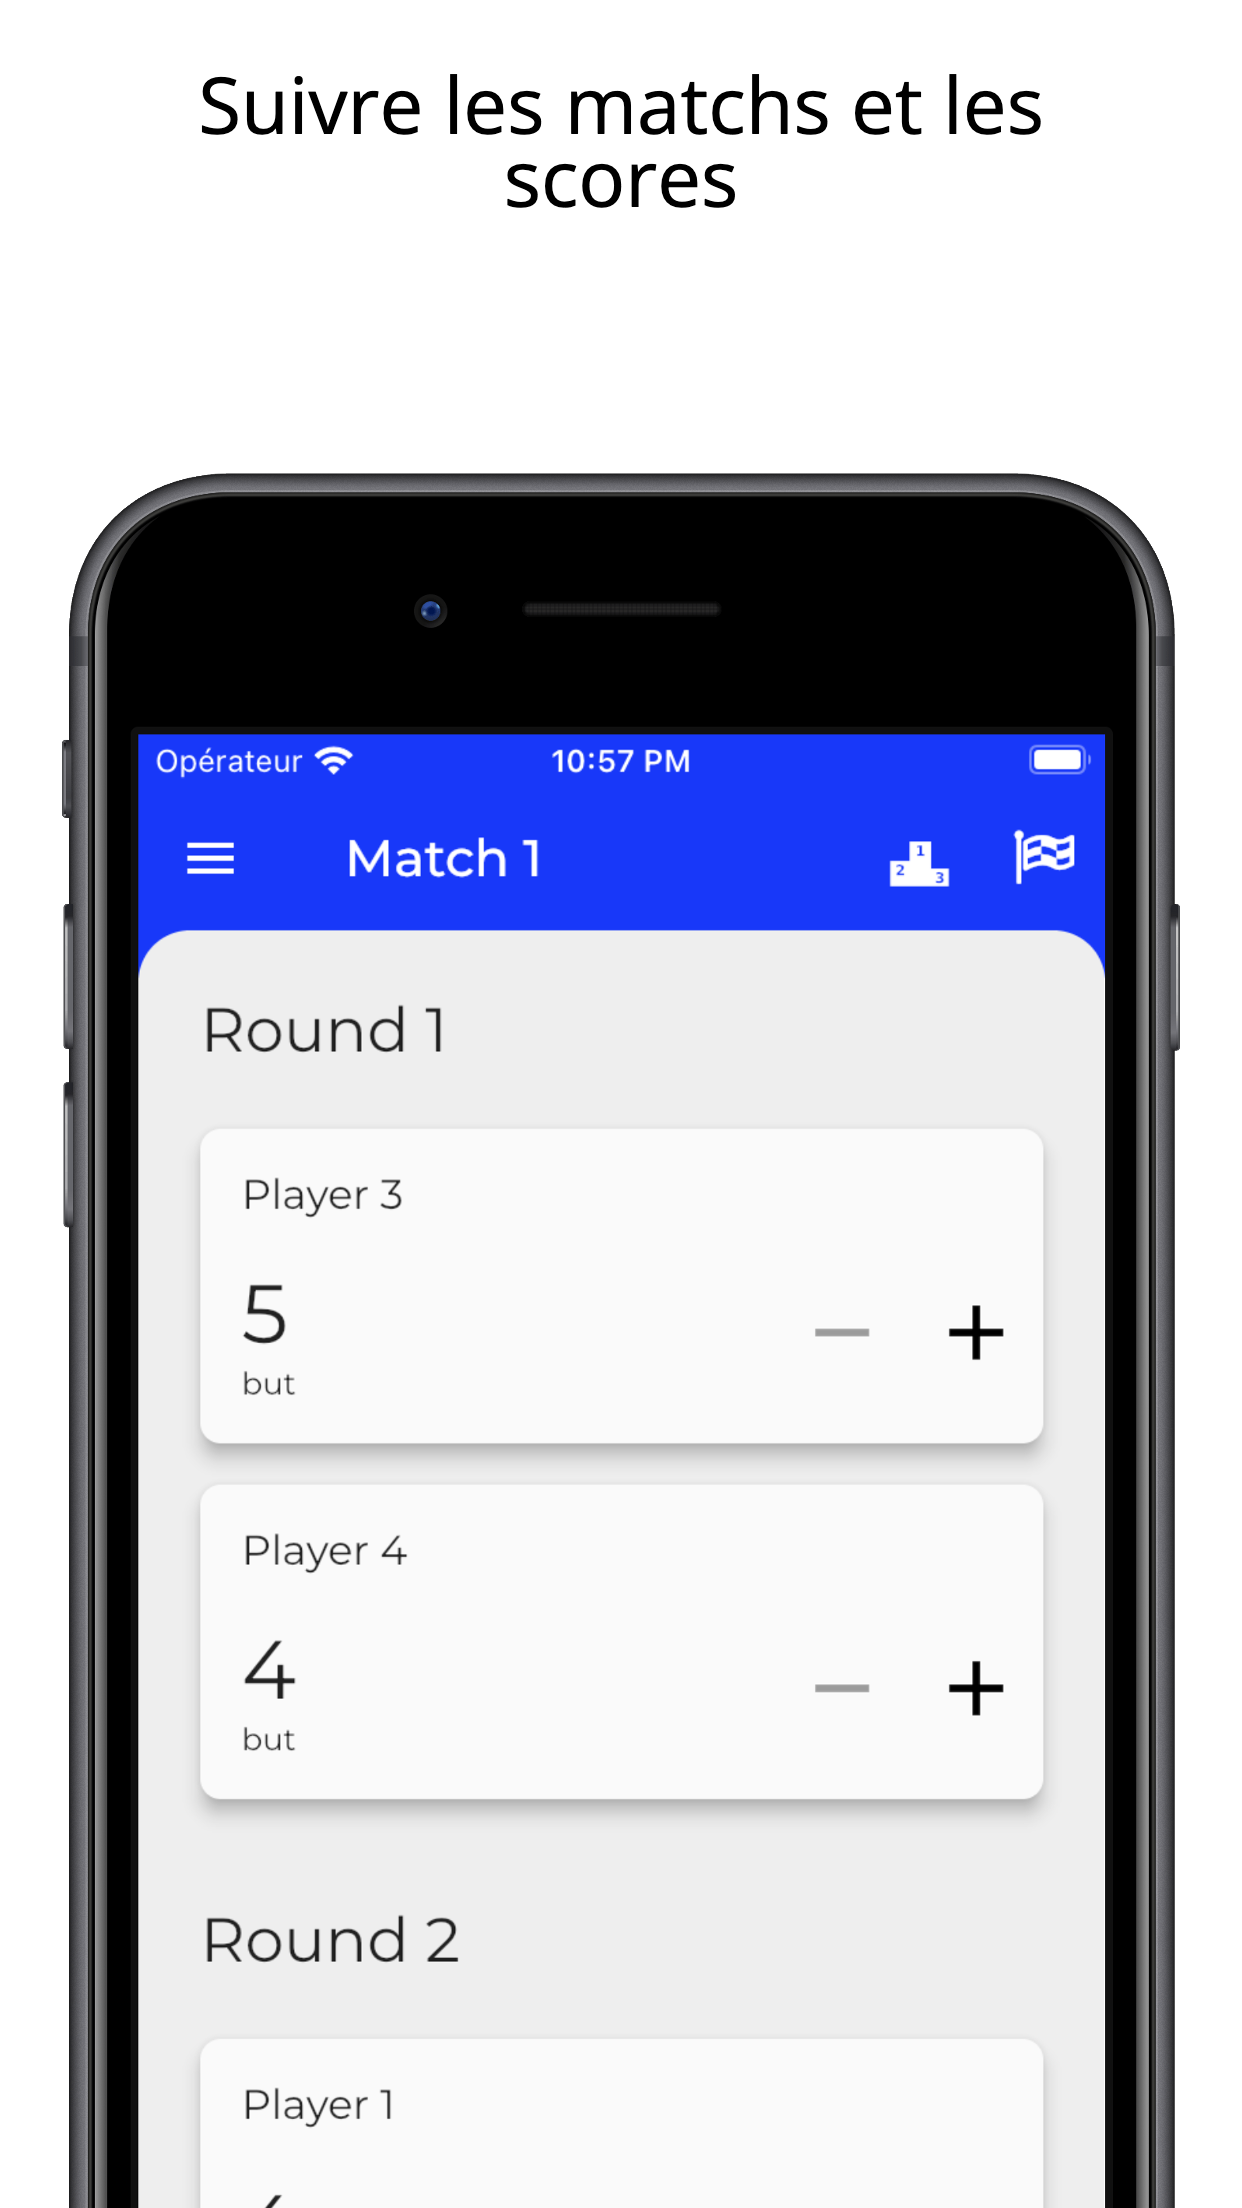 Suivre les matchs et les
scores
Opérateur 10:57 PM
Match 1
1
2
3
Round 1
Player 3
5
but
Player 4
4
but
Round 2
Player 1